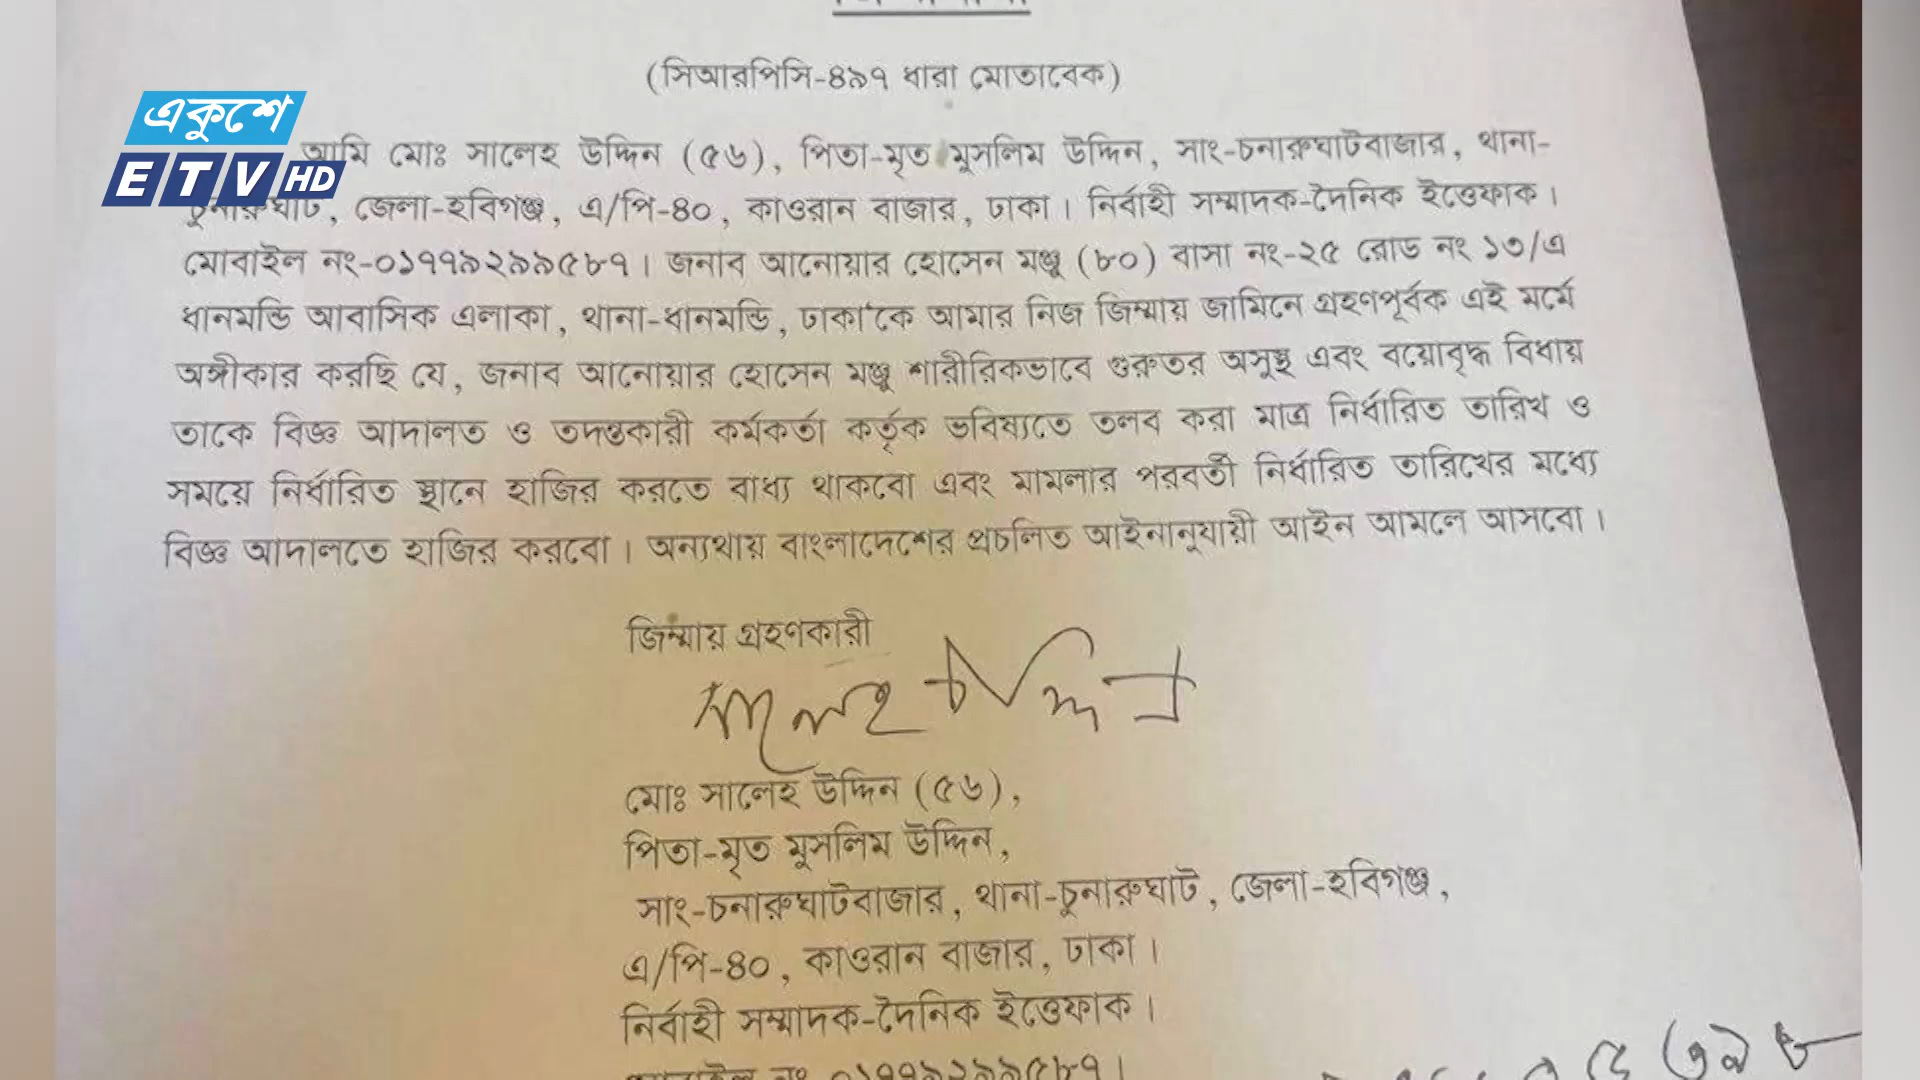 (সিআরপিসি-৪৯৭ ধারা মোতাবেক)
একুশে
ETV HD
আমি মোঃ সালেহ উদ্দিন (৫৬), পিতা-মৃত মুসলিম উদ্দিন, সাং-চনারুঘাটবাজার, থানা-
চুনারুঘাট, জেলা-হবিগঞ্জ, এ/পি-৪০, কাওরান বাজার, ঢাকা। নির্বাহী সম্মাদক-দৈনিক ইত্তেফাক।
মোবাইল নং-০১৭৭৯২৯৯৫৮৭। জনাব আনোয়ার হোসেন মঞ্জু (৮০) বাসা নং-২৫ রোড নং ১৩/এ
ধানমন্ডি আবাসিক এলাকা, থানা-ধানমন্ডি, ঢাকা'কে আমার নিজ জিম্মায় জামিনে গ্রহণপূর্বক এই মর্মে
অঙ্গীকার করছি যে, জনাব আনোয়ার হোসেন মঞ্জু শারীরিকভাবে গুরুতর অসুস্থ এবং বয়োবৃদ্ধ বিধায়
তাকে বিজ্ঞ আদালত ও তদন্তকারী কর্মকর্তা কর্তৃক ভবিষ্যতে তলব করা মাত্র নির্ধারিত তারিখ ও
সময়ে নির্ধারিত স্থানে হাজির করতে বাধ্য থাকবো এবং মামলার পরবর্তী নির্ধারিত তারিখের মধ্যে
বিজ্ঞ আদালতে হাজির করবো। অন্যথায় বাংলাদেশের প্রচলিত আইনানুযায়ী আইন আমলে আসবো।
জিম্মায় গ্রহণকারী
সালেহ উদ্দিন
মোঃ সালেহ উদ্দিন (৫৬),
পিতা-মৃত মুসলিম উদ্দিন,
সাং-চনারুঘাটবাজার, থানা-চুনারুঘাট, জেলা-হবিগঞ্জ,
এ/পি-৪০, কাওরান বাজার, ঢাকা।
নির্বাহী সম্মাদক-দৈনিক ইত্তেফাক।
মোবাইল নং-০১৭৭৯২৯৯৫৮৭।